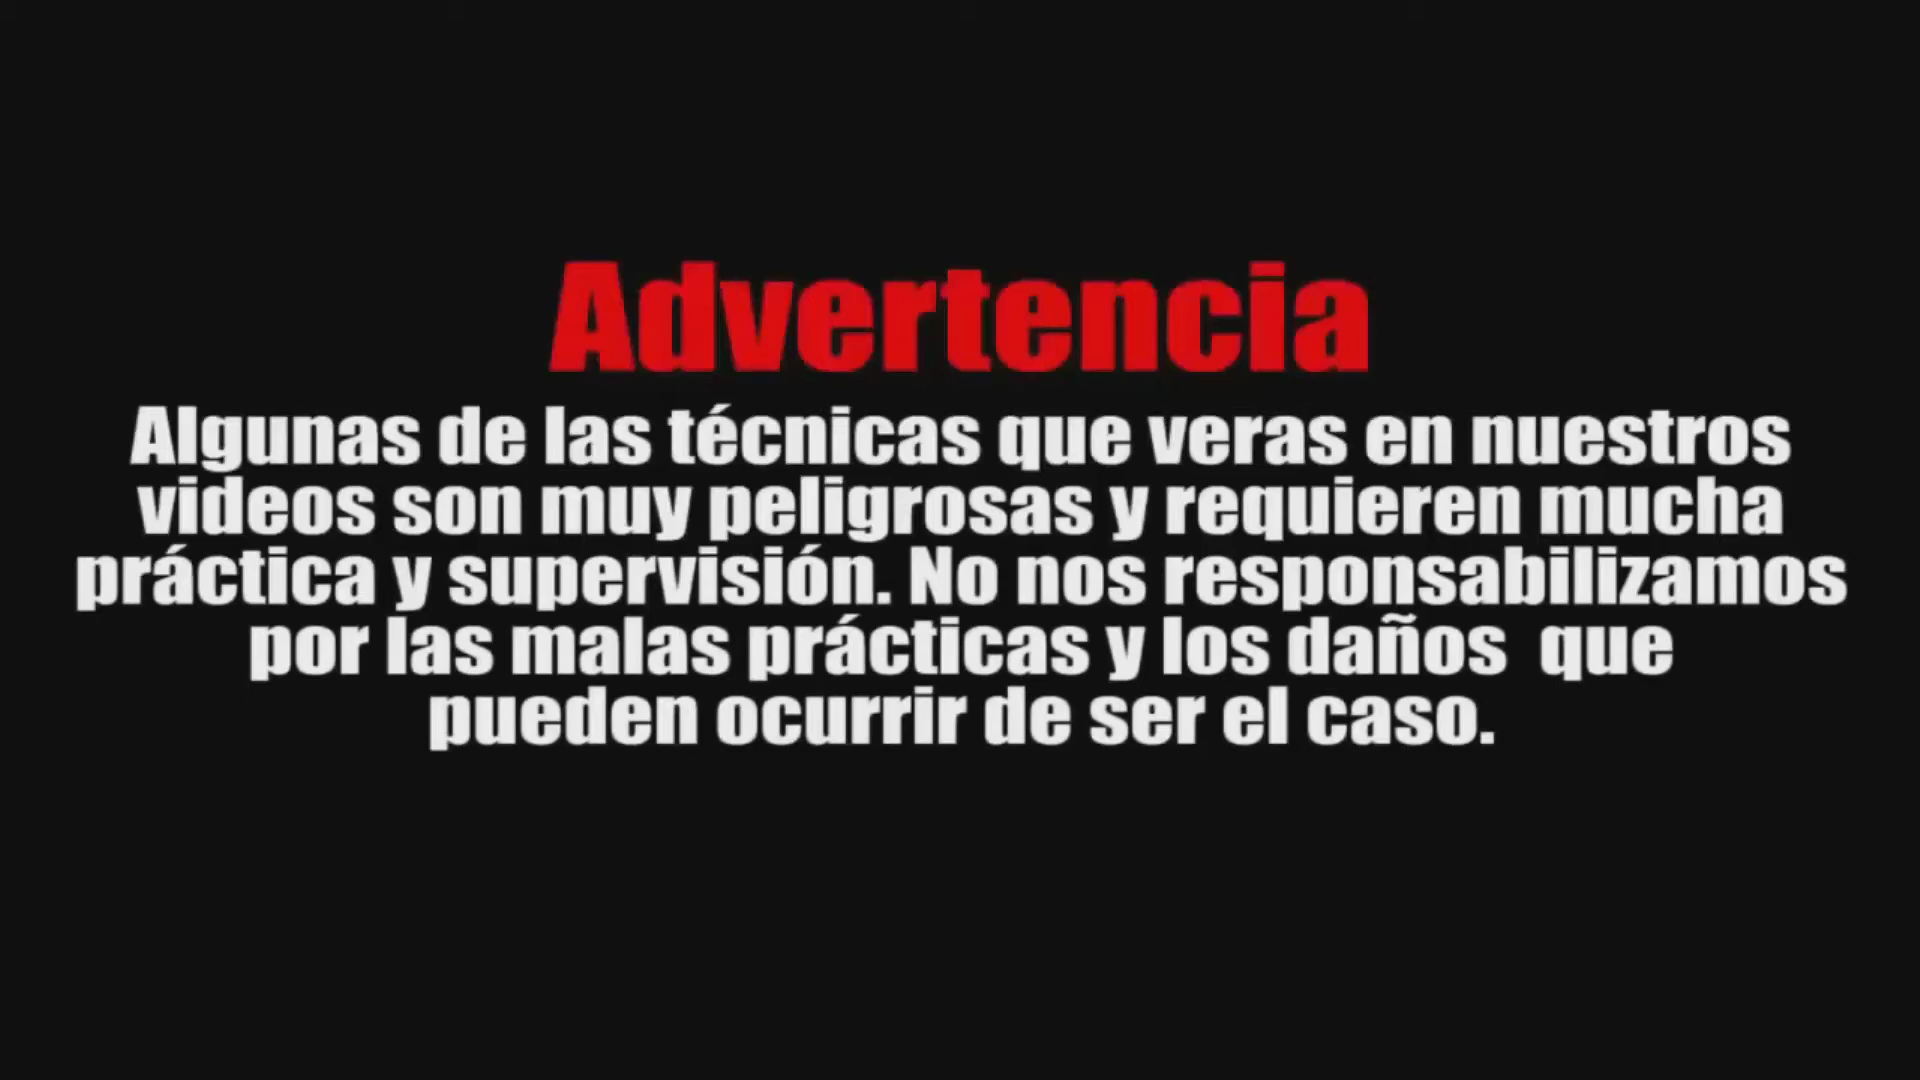 Advertencia
Algunas de las técnicas que veras en nuestros
videos son muy peligrosas y requieren mucha
práctica y supervisión. No nos responsabilizamos
por las malas prácticas y los daños  que
pueden ocurrir de ser el caso.